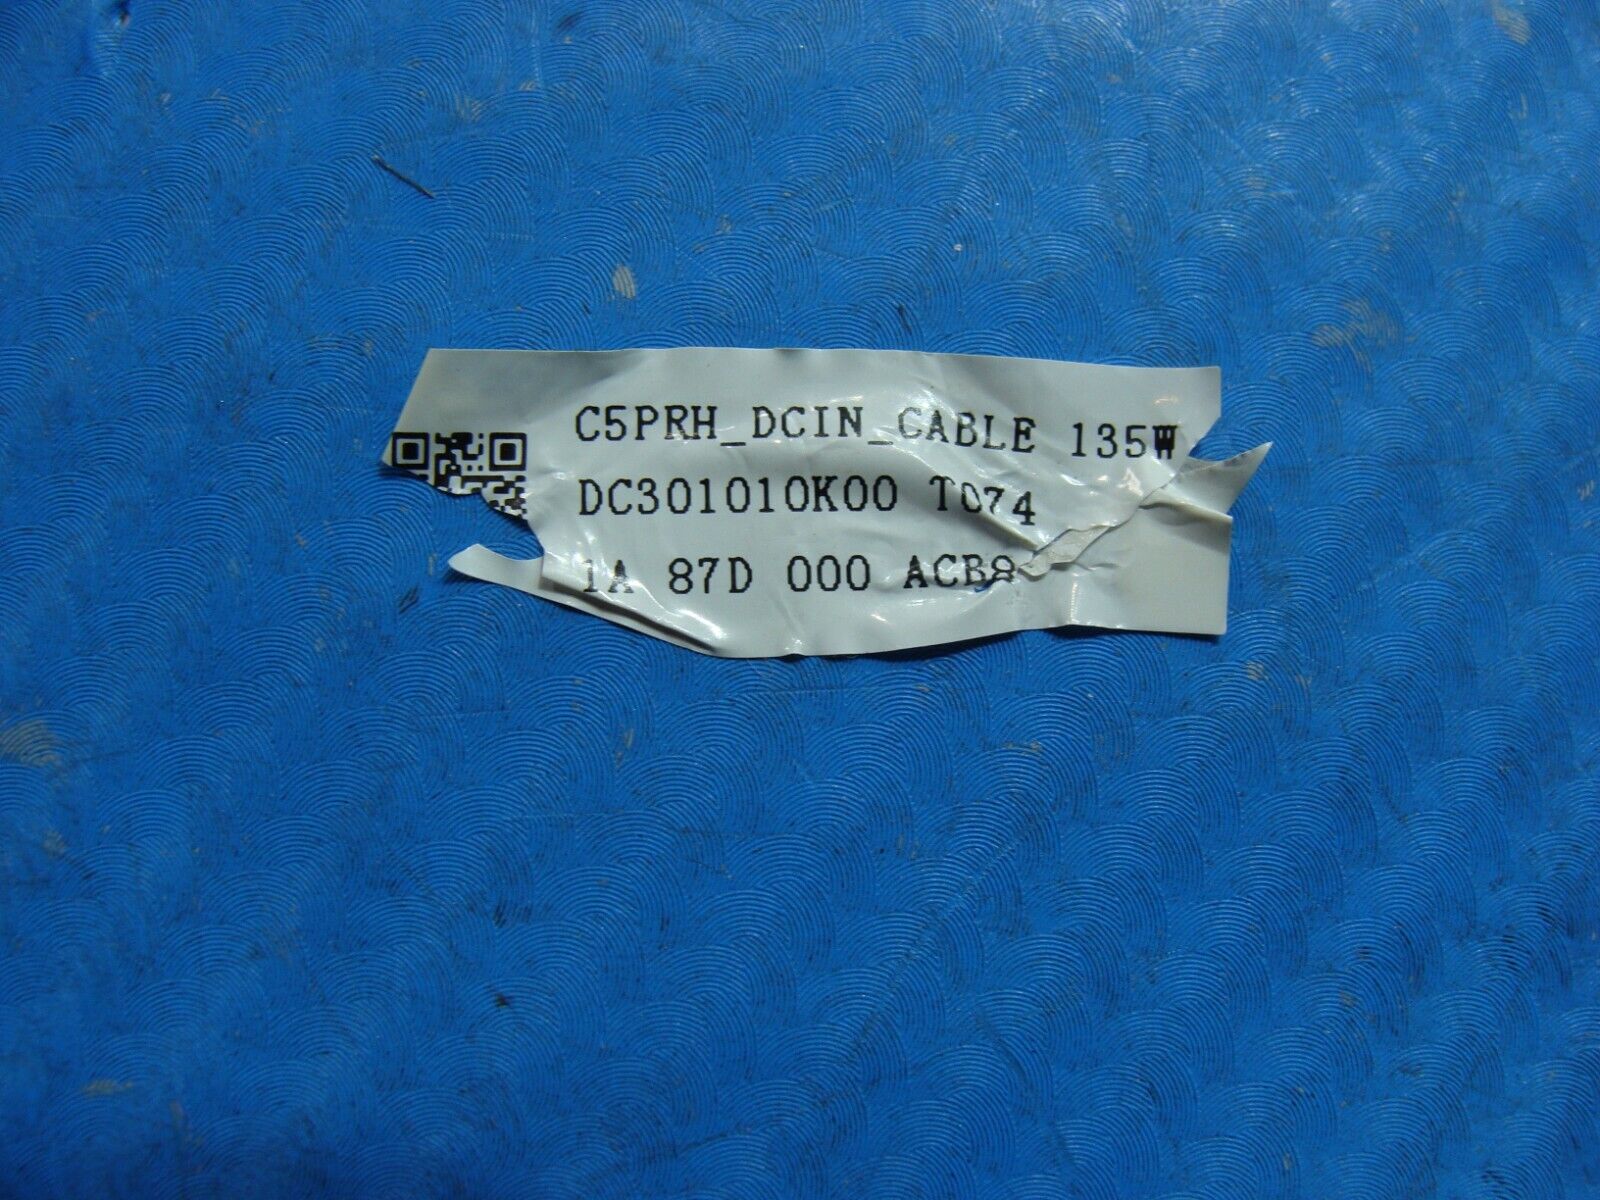 C5PRH_DCIN_CABLE 135W
DC301010K00 T074
1A 87D 000 ACB8